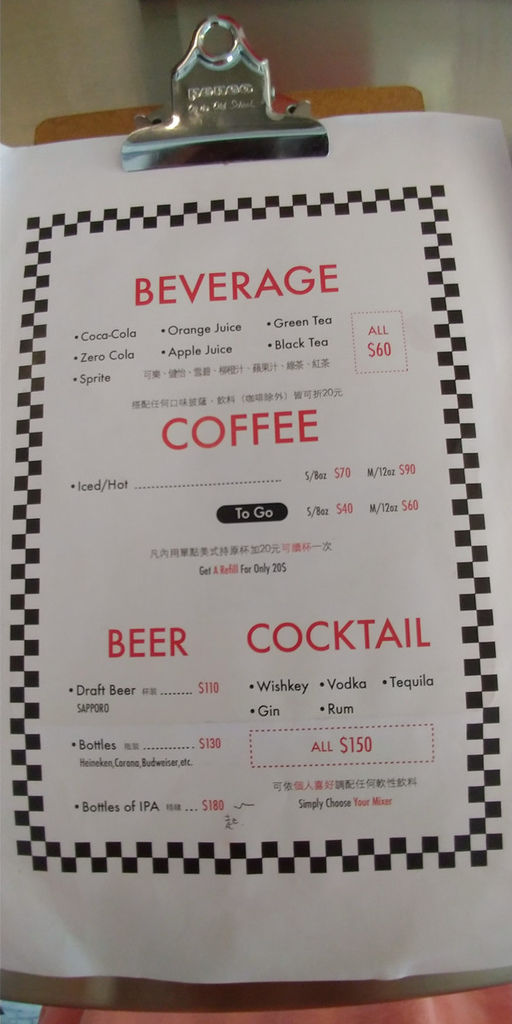 BEVERAGE
• Coca-Cola • Orange Juice • Green Tea
• Zero Cola • Apple Juice • Black Tea
• Sprite 可樂、健怡、雪碧、柳橙汁、蘋果汁、綠茶、紅茶
ALL
$60
搭配任何口味披薩，飲料（咖啡除外）皆可折20元
COFFEE
• Iced/Hot S/8oz $70 M/12oz $90
To Go S/8oz $40 M/12oz $60
凡內用單點美式持原杯加20元可續杯一次
Get A Refill For Only 20$
BEER
• Draft Beer 杯裝 ........ $110
SAPPORO
• Bottles 瓶裝 ............. $130
Heineken,Corona,Budweiser,etc.
• Bottles of IPA 精釀 ... $180 ~
起
COCKTAIL
• Wishkey • Vodka • Tequila
• Gin • Rum
ALL $150
可依個人喜好調配任何軟性飲料
Simply Choose Your Mixer